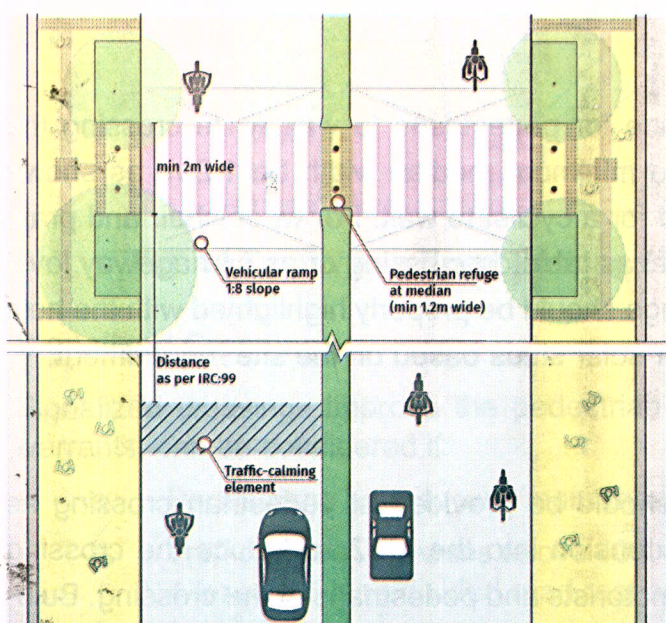 min 2m wide
Vehicular ramp
1:8 slope
Pedestrian refuge
at median
(min 1.2m wide)
Distance
as per IRC:99
Traffic-calming
element